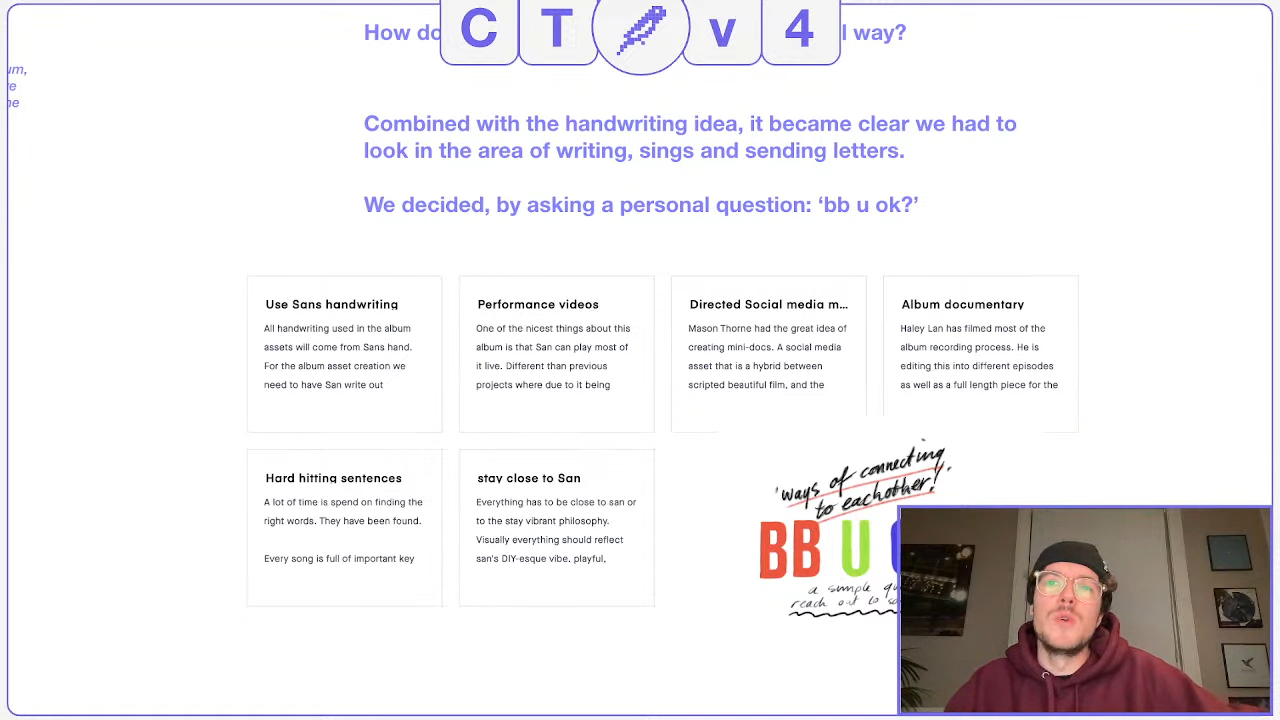 C T v 4
How do
l way?
um,
re
he
Combined with the handwriting idea, it became clear we had to
look in the area of writing, sings and sending letters.
We decided, by asking a personal question: ‘bb u ok?’
Use Sans handwriting
All handwriting used in the album
assets will come from Sans hand.
For the album asset creation we
need to have San write out
Performance videos
One of the nicest things about this
album is that San can play most of
it live. Different than previous
projects where due to it being
Directed Social media m...
Mason Thorne had the great idea of
creating mini-docs. A social media
asset that is a hybrid between
scripted beautiful film, and the
Album documentary
Haley Lan has filmed most of the
album recording process. He is
editing this into different episodes
as well as a full length piece for the
Hard hitting sentences
A lot of time is spend on finding the
right words. They have been found.
Every song is full of important key
stay close to San
Everything has to be close to san or
to the stay vibrant philosophy.
Visually everything should reflect
san's DIY-esque vibe. playful,
'ways of connecting
to eachother!'
BB U
a simple qu
reach out to so